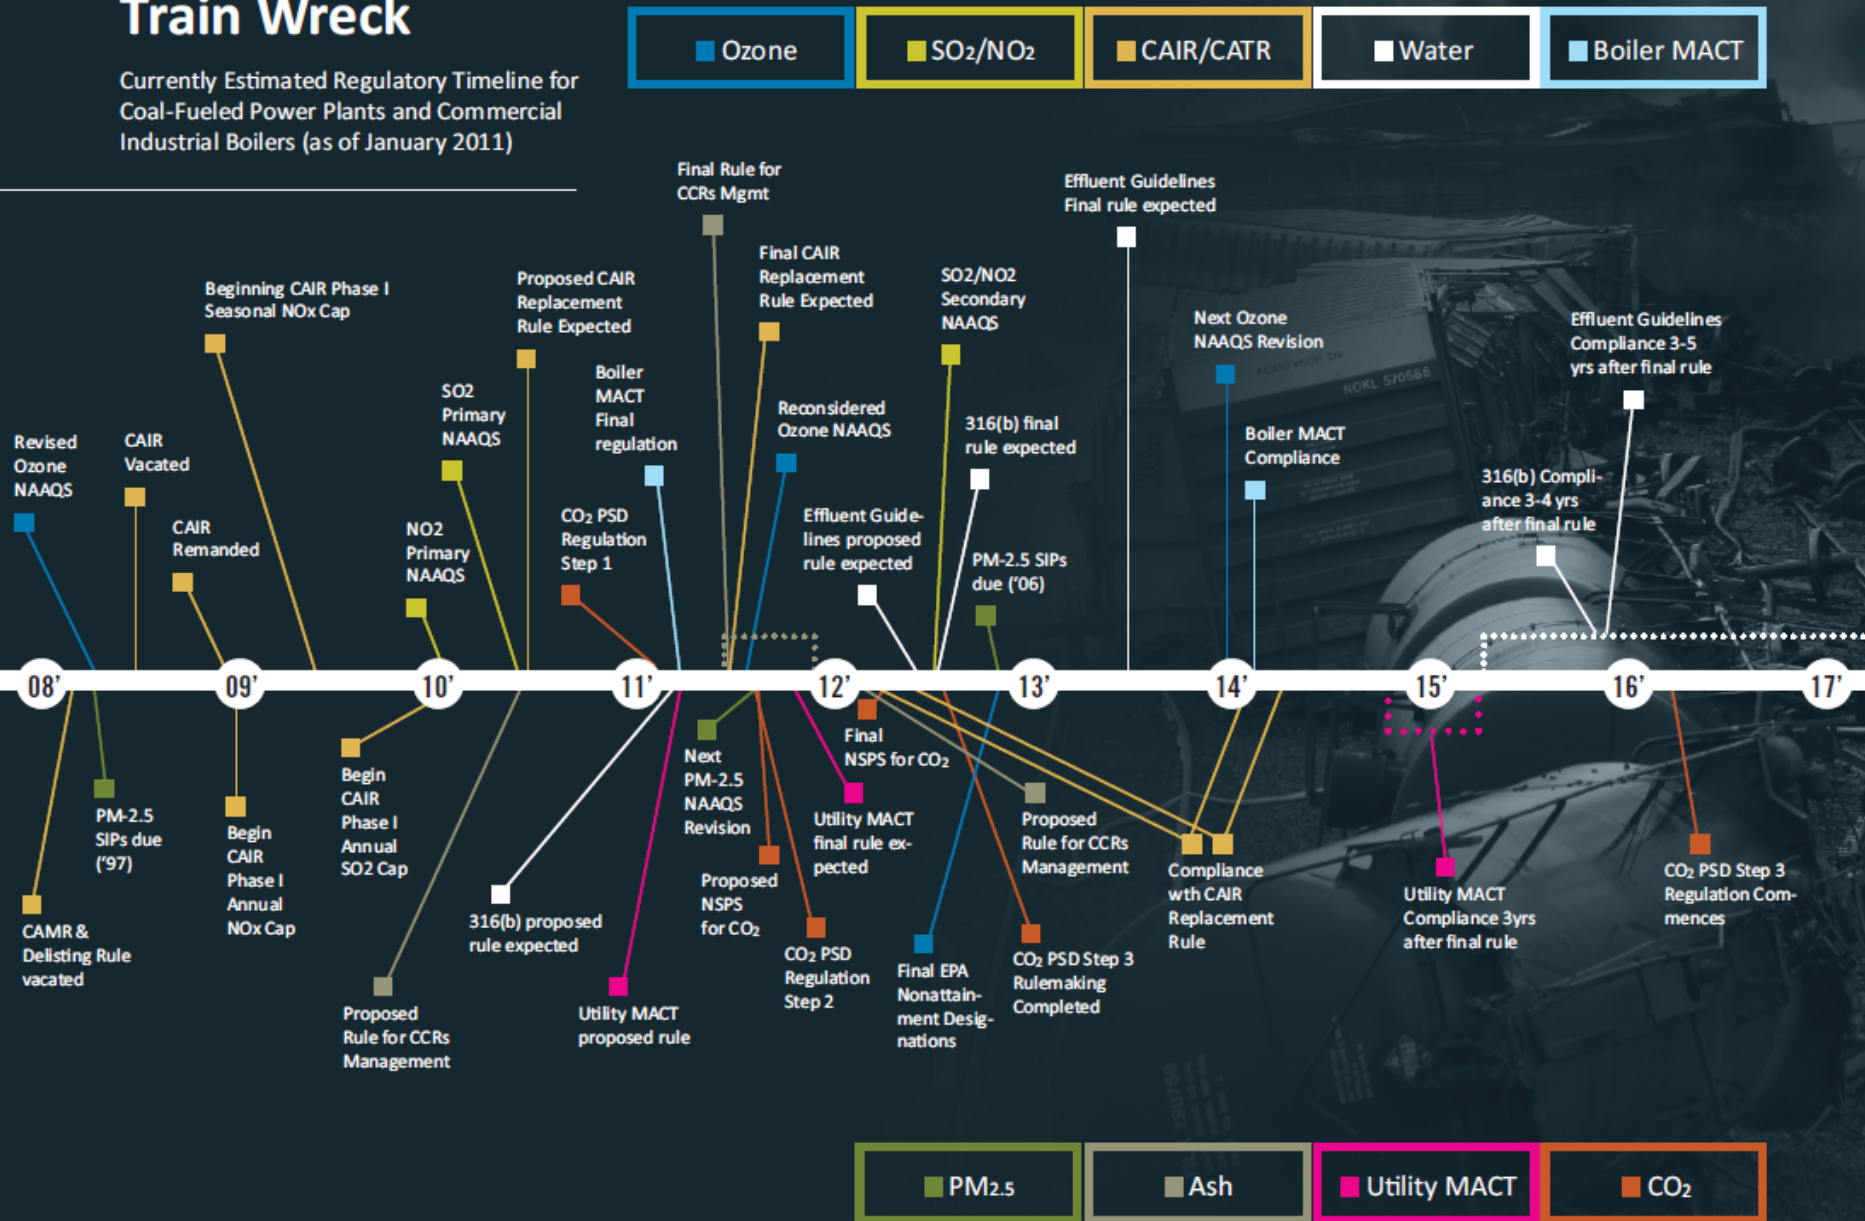 Train Wreck
Currently Estimated Regulatory Timeline for
Coal-Fueled Power Plants and Commercial
Industrial Boilers (as of January 2011)
Ozone
SO₂/NO₂
CAIR/CATR
Water
Boiler MACT
Revised
Ozone
NAAQS
CAIR
Vacated
CAIR
Remanded
Beginning CAIR Phase I
Seasonal NOx Cap
NO2
Primary
NAAQS
SO2
Primary
NAAQS
Proposed CAIR
Replacement
Rule Expected
CO₂ PSD
Regulation
Step 1
Boiler
MACT
Final
regulation
Final Rule for
CCRs Mgmt
Final CAIR
Replacement
Rule Expected
Reconsidered
Ozone NAAQS
Effluent Guide-
lines proposed
rule expected
SO2/NO2
Secondary
NAAQS
316(b) final
rule expected
PM-2.5 SIPs
due ('06)
Effluent Guidelines
Final rule expected
Next Ozone
NAAQS Revision
Boiler MACT
Compliance
316(b) Compli-
ance 3-4 yrs
after final rule
Effluent Guidelines
Compliance 3-5
yrs after final rule
NOKL 570586
08'
09'
10'
11'
12'
13'
14'
15'
16'
17'
CAMR &
Delisting Rule
vacated
PM-2.5
SIPs due
('97)
Begin
CAIR
Phase I
Annual
NOx Cap
Begin
CAIR
Phase I
Annual
SO2 Cap
Proposed
Rule for CCRs
Management
316(b) proposed
rule expected
Utility MACT
proposed rule
Next
PM-2.5
NAAQS
Revision
Proposed
NSPS
for CO₂
CO₂ PSD
Regulation
Step 2
Final
NSPS for CO₂
Utility MACT
final rule ex-
pected
Final EPA
Nonattain-
ment Desig-
nations
CO₂ PSD Step 3
Rulemaking
Completed
Proposed
Rule for CCRs
Management
Compliance
wth CAIR
Replacement
Rule
Utility MACT
Compliance 3yrs
after final rule
CO₂ PSD Step 3
Regulation Com-
mences
PM2.5
Ash
Utility MACT
CO₂